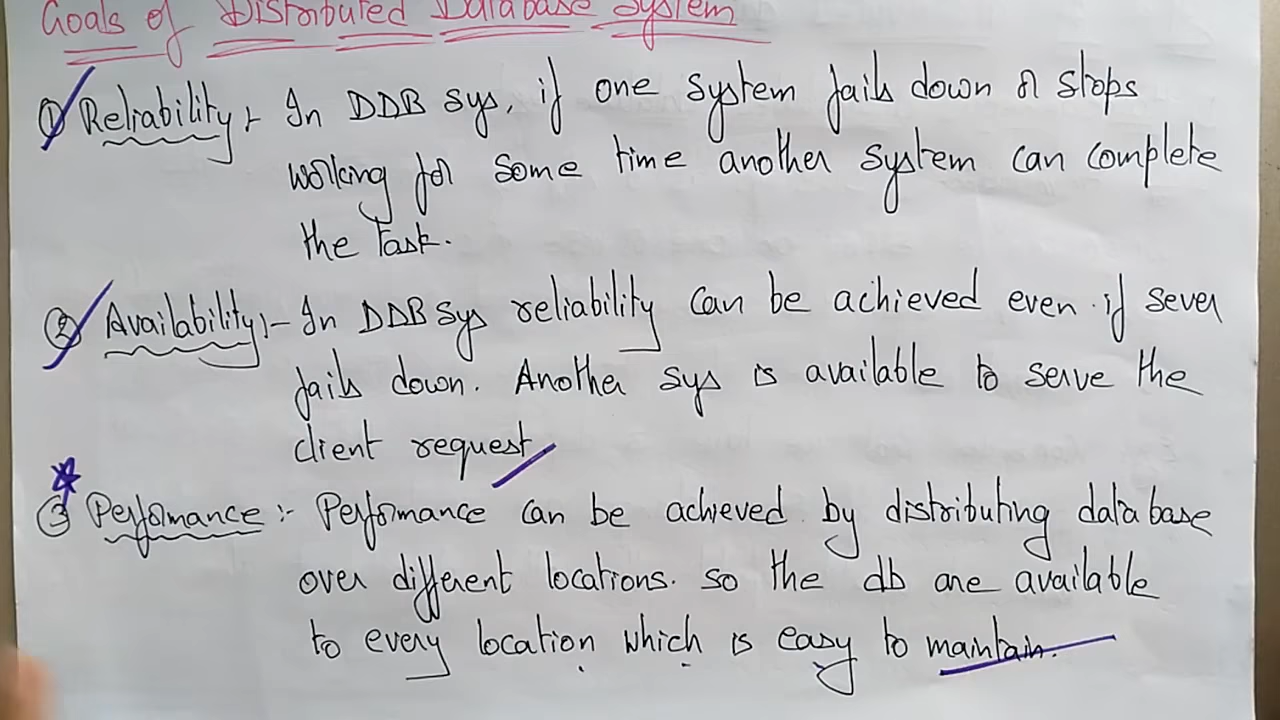 Goals of Distributed Database System
① Reliability:- In DDB sys, if one system fails down or stops
working for some time another system can complete
the task.
② Availability:- In DDB sys reliability can be achieved even if sever
fails down. Another sys is available to serve the
client request
③ Performance:- Performance can be achieved by distributing database
over different locations. so the db are available
to every location which is easy to maintain.